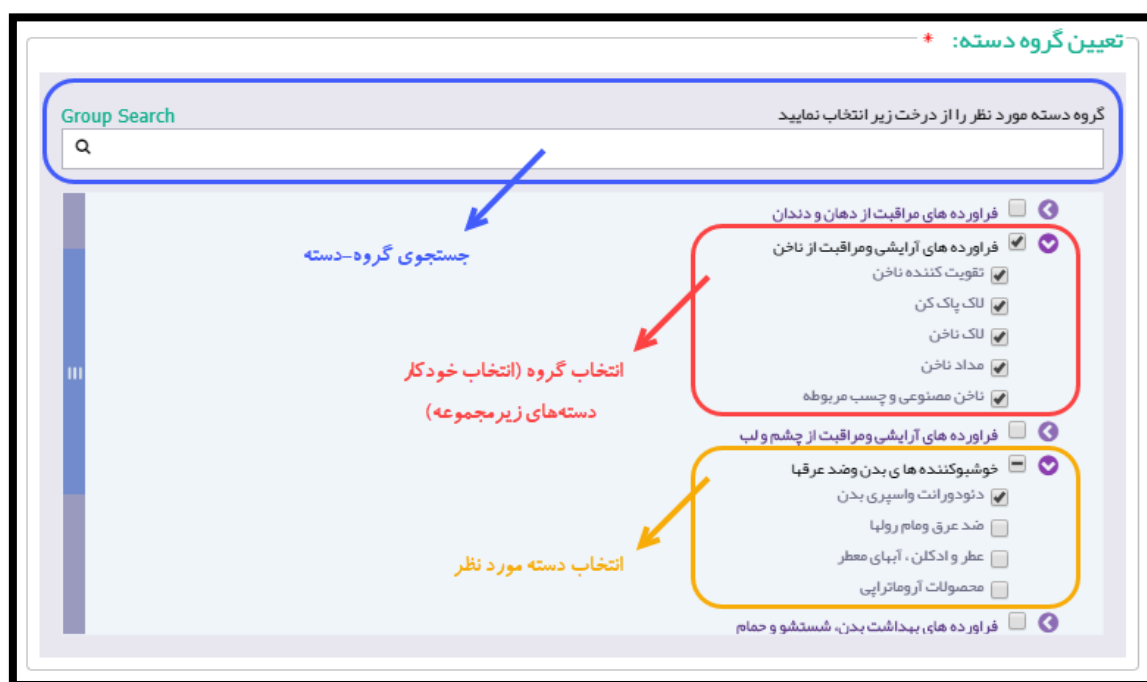 تعیین گروه دسته: *
گروه دسته مورد نظر را از درخت زیر انتخاب نمایید
Group Search
فراورده های مراقبت از دهان و دندان
فراورده های آرایشی ومراقبت از ناخن
تقویت کننده ناخن
لاک پاک کن
لاک ناخن
مداد ناخن
ناخن مصنوعی و چسب مربوطه
فراورده های آرایشی ومراقبت از چشم و لب
خوشبوکننده ها ی بدن وضد عرقها
دئودورانت واسپری بدن
ضد عرق ومام رولها
عطر و ادکلن ، آبهای معطر
محصولات آروماتراپی
فراورده های بهداشت بدن، شستشو و حمام
جستجوی گروه-دسته
انتخاب گروه (انتخاب خودکار
دسته‌های زیرمجموعه)
انتخاب دسته مورد نظر